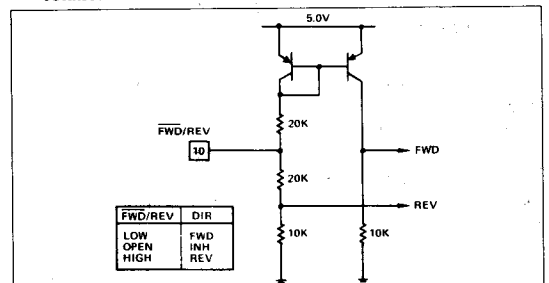 5.0V
20K
FWD/REV
10
FWD
20K
REV
FWD/REV DIR
LOW FWD
OPEN INH
HIGH REV
10K
10K